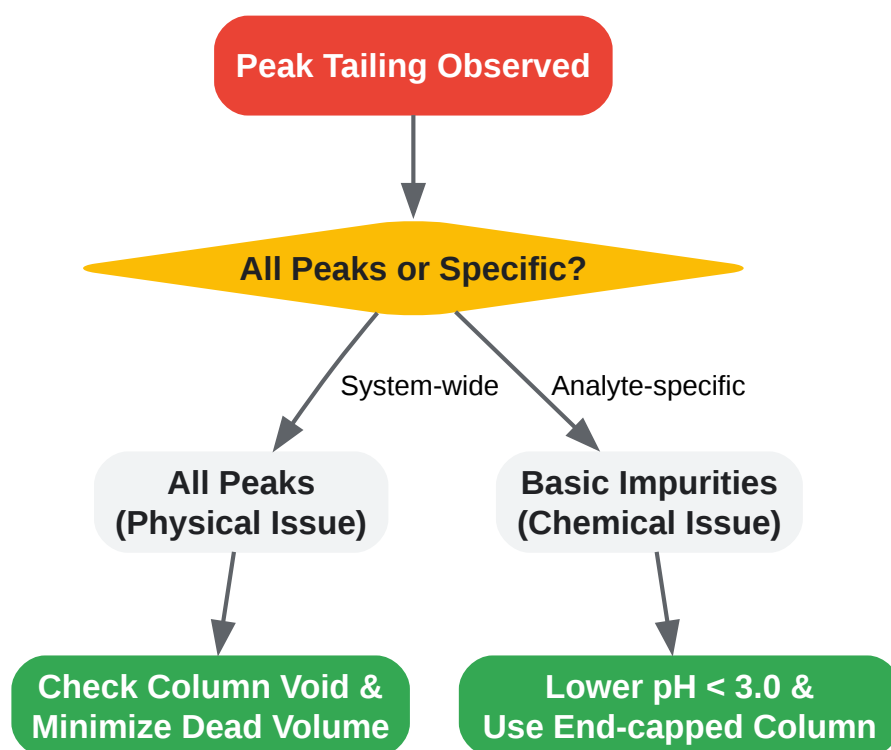 Peak Tailing Observed
All Peaks or Specific?
System-wide
Analyte-specific
All Peaks
(Physical Issue)
Basic Impurities
(Chemical Issue)
Check Column Void &
Minimize Dead Volume
Lower pH < 3.0 &
Use End-capped Column